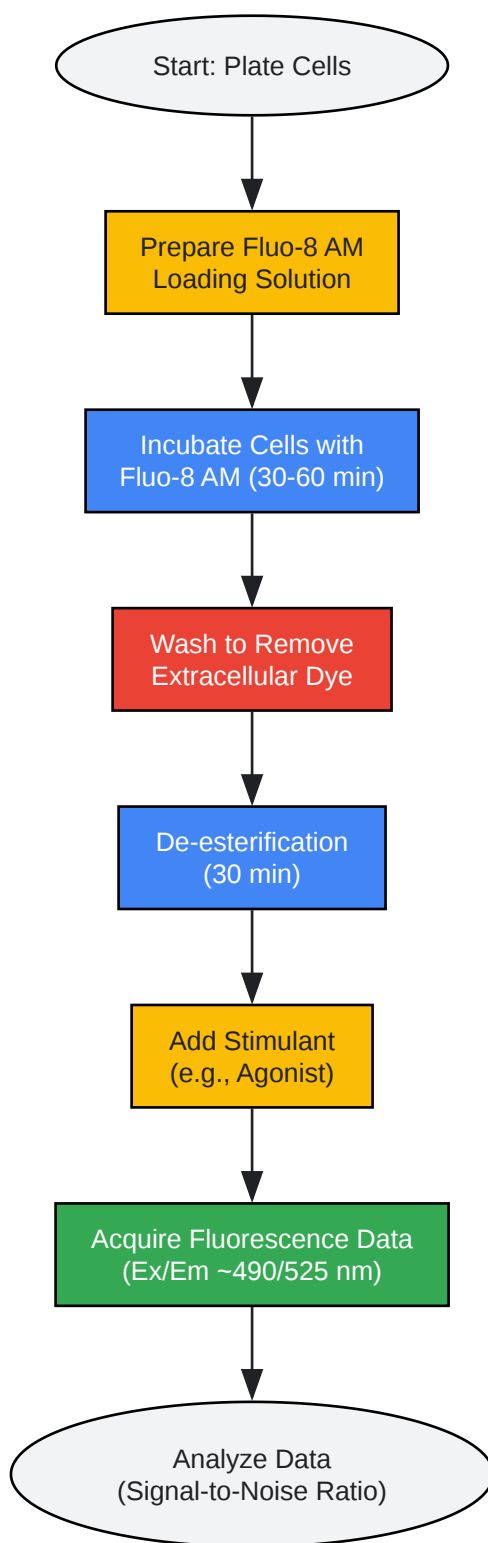 Start: Plate Cells
Prepare Fluo-8 AM
Loading Solution
Incubate Cells with
Fluo-8 AM (30-60 min)
Wash to Remove
Extracellular Dye
De-esterification
(30 min)
Add Stimulant
(e.g., Agonist)
Acquire Fluorescence Data
(Ex/Em ~490/525 nm)
Analyze Data
(Signal-to-Noise Ratio)